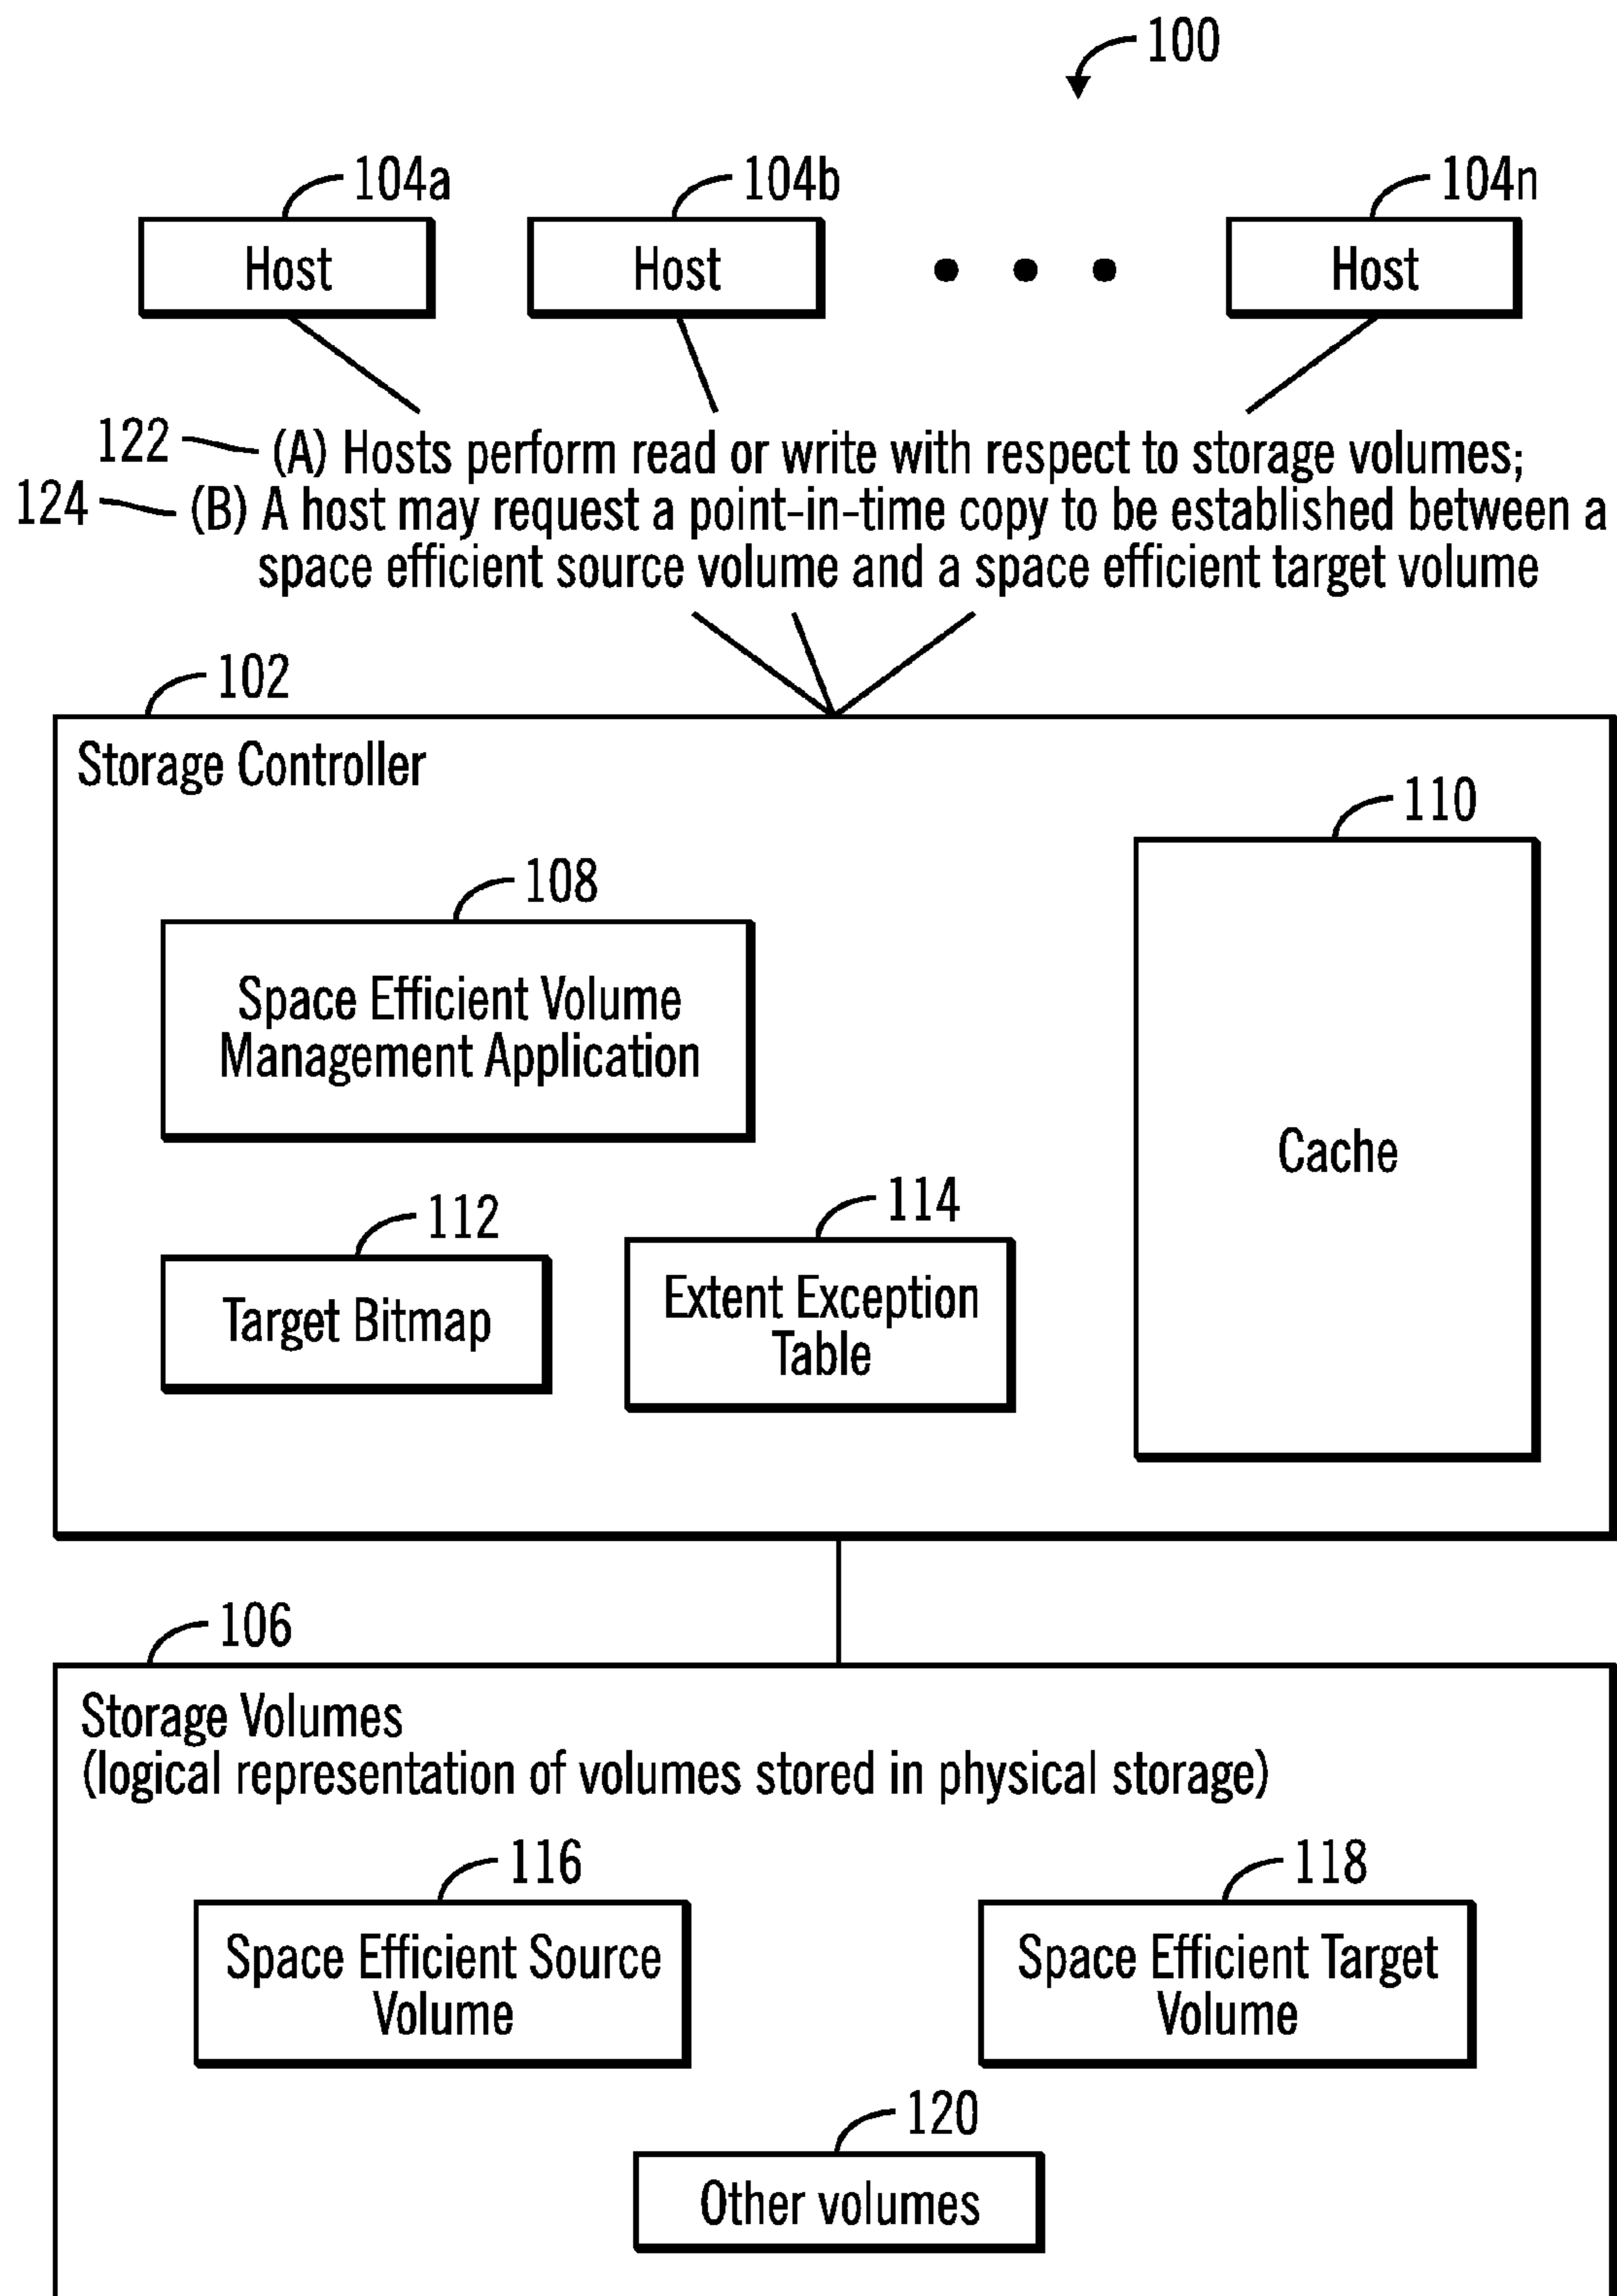 100
104a
104b
104n
Host
Host
Host
122
(A) Hosts perform read or write with respect to storage volumes;
124
(B) A host may request a point-in-time copy to be established between a
space efficient source volume and a space efficient target volume
102
Storage Controller
110
108
Space Efficient Volume
Management Application
Cache
112
114
Target Bitmap
Extent Exception
Table
106
Storage Volumes
(logical representation of volumes stored in physical storage)
116
118
Space Efficient Source
Volume
Space Efficient Target
Volume
120
Other volumes